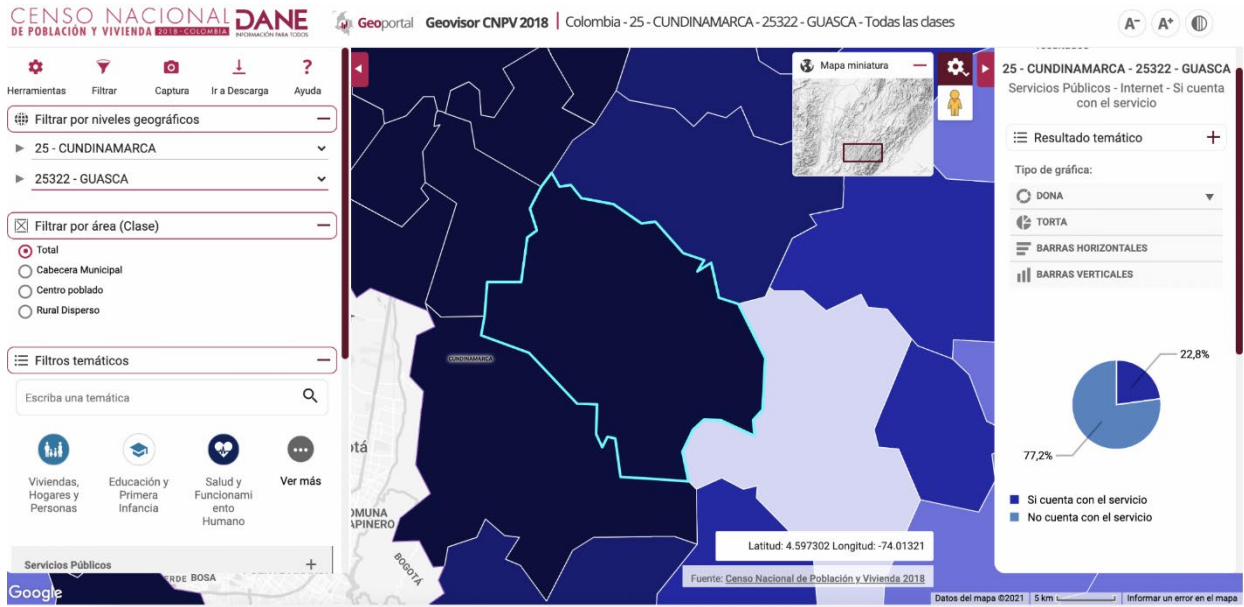 CENSO NACIONAL
DE POBLACIÓN Y VIVIENDA 2018-COLOMBIA
DANE
INFORMACIÓN PARA TODOS
Geoportal Geovisor CNPV 2018 | Colombia - 25 - CUNDINAMARCA - 25322 - GUASCA - Todas las clases
A- A+
Herramientas
Filtrar
Captura
Ir a Descarga
Ayuda
Filtrar por niveles geográficos
25 - CUNDINAMARCA
25322 - GUASCA
Filtrar por área (Clase)
Total
Cabecera Municipal
Centro poblado
Rural Disperso
Filtros temáticos
Escriba una temática
Viviendas,
Hogares y
Personas
Educación y
Primera
Infancia
Salud y
Funcionami
ento
Humano
Ver más
Servicios Públicos
BOSA
Google
CUNDINAMARCA
otá
OMUNA
APINERO
BOGOTÁ
Mapa miniatura
Latitud: 4.597302 Longitud: -74.01321
Fuente: Censo Nacional de Población y Vivienda 2018
Datos del mapa ©2021
5 km
Informar un error en el mapa
25 - CUNDINAMARCA - 25322 - GUASCA
Servicios Públicos - Internet - Si cuenta
con el servicio
Resultado temático
Tipo de gráfica:
DONA
TORTA
BARRAS HORIZONTALES
BARRAS VERTICALES
22,8%
77,2%
Si cuenta con el servicio
No cuenta con el servicio